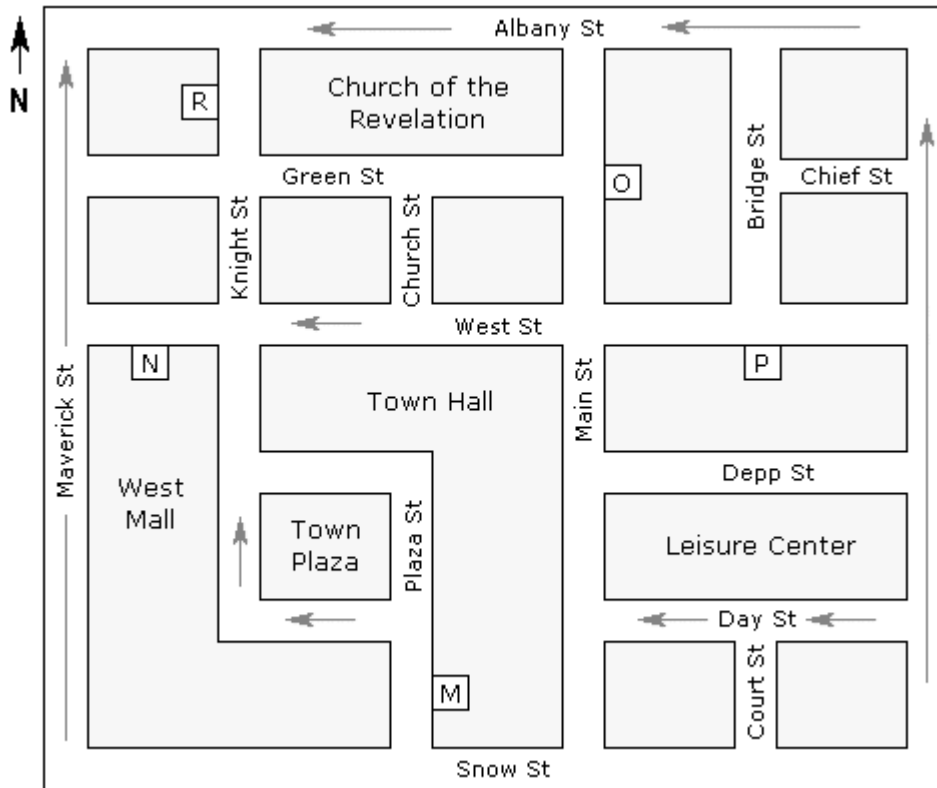 Albany St
N
R
Church of the
Revelation
O
Bridge St
Chief St
Green St
Knight St
Church St
West St
Maverick St
N
Town Hall
Main St
P
West
Mall
Town
Plaza
Plaza St
Depp St
Leisure Center
Day St
M
Court St
Snow St